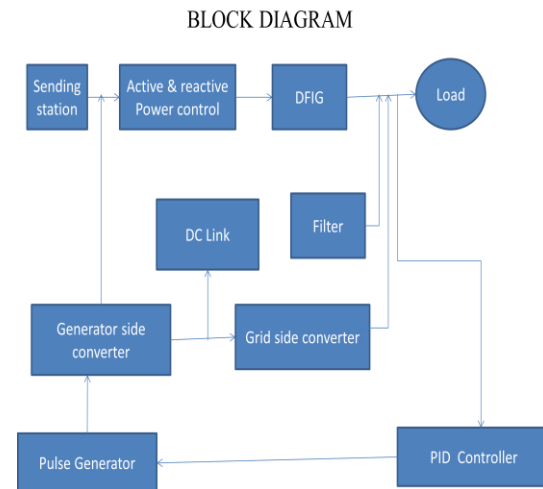 BLOCK DIAGRAM
Sending
station
Active & reactive
Power control
DFIG
Load
DC Link
Filter
Generator side
converter
Grid side converter
Pulse Generator
PID Controller